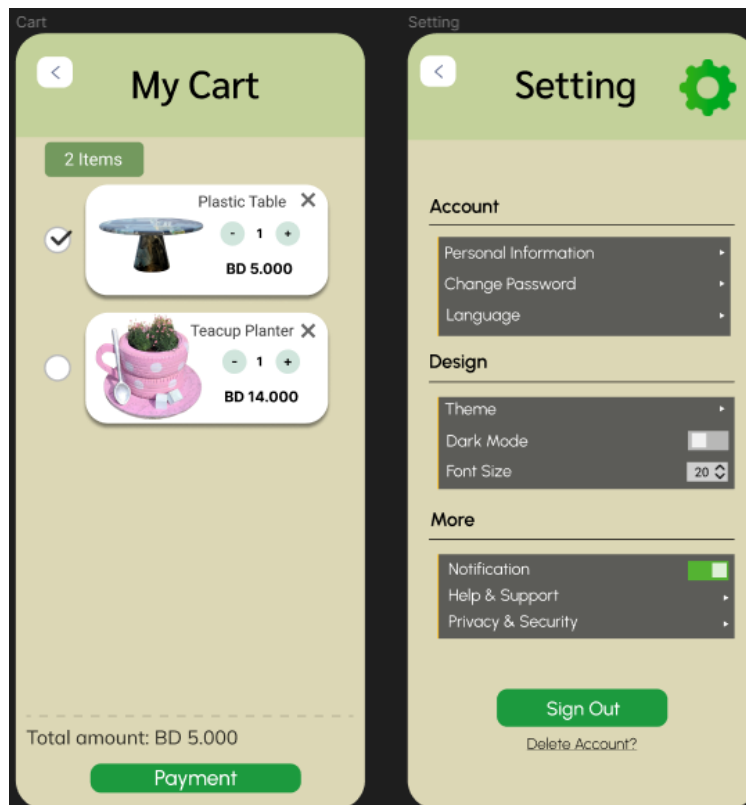 Cart
My Cart
2 Items
Plastic Table
- 1 +
BD 5.000
Teacup Planter
- 1 +
BD 14.000
Total amount: BD 5.000
Payment
Setting
Setting
Account
Personal Information
Change Password
Language
Design
Theme
Dark Mode
Font Size 20
More
Notification
Help & Support
Privacy & Security
Sign Out
Delete Account?